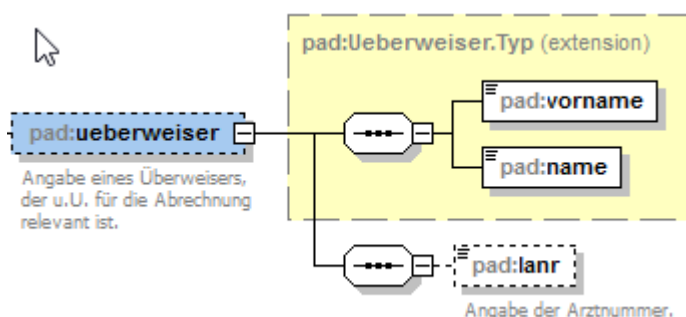 pad:Ueberweiser.Typ (extension)
pad:vorname
pad:ueberweiser
pad:name
Angabe eines Überweisers,
der u.U. für die Abrechnung
relevant ist.
pad:lanr
Angabe der Arztnummer.